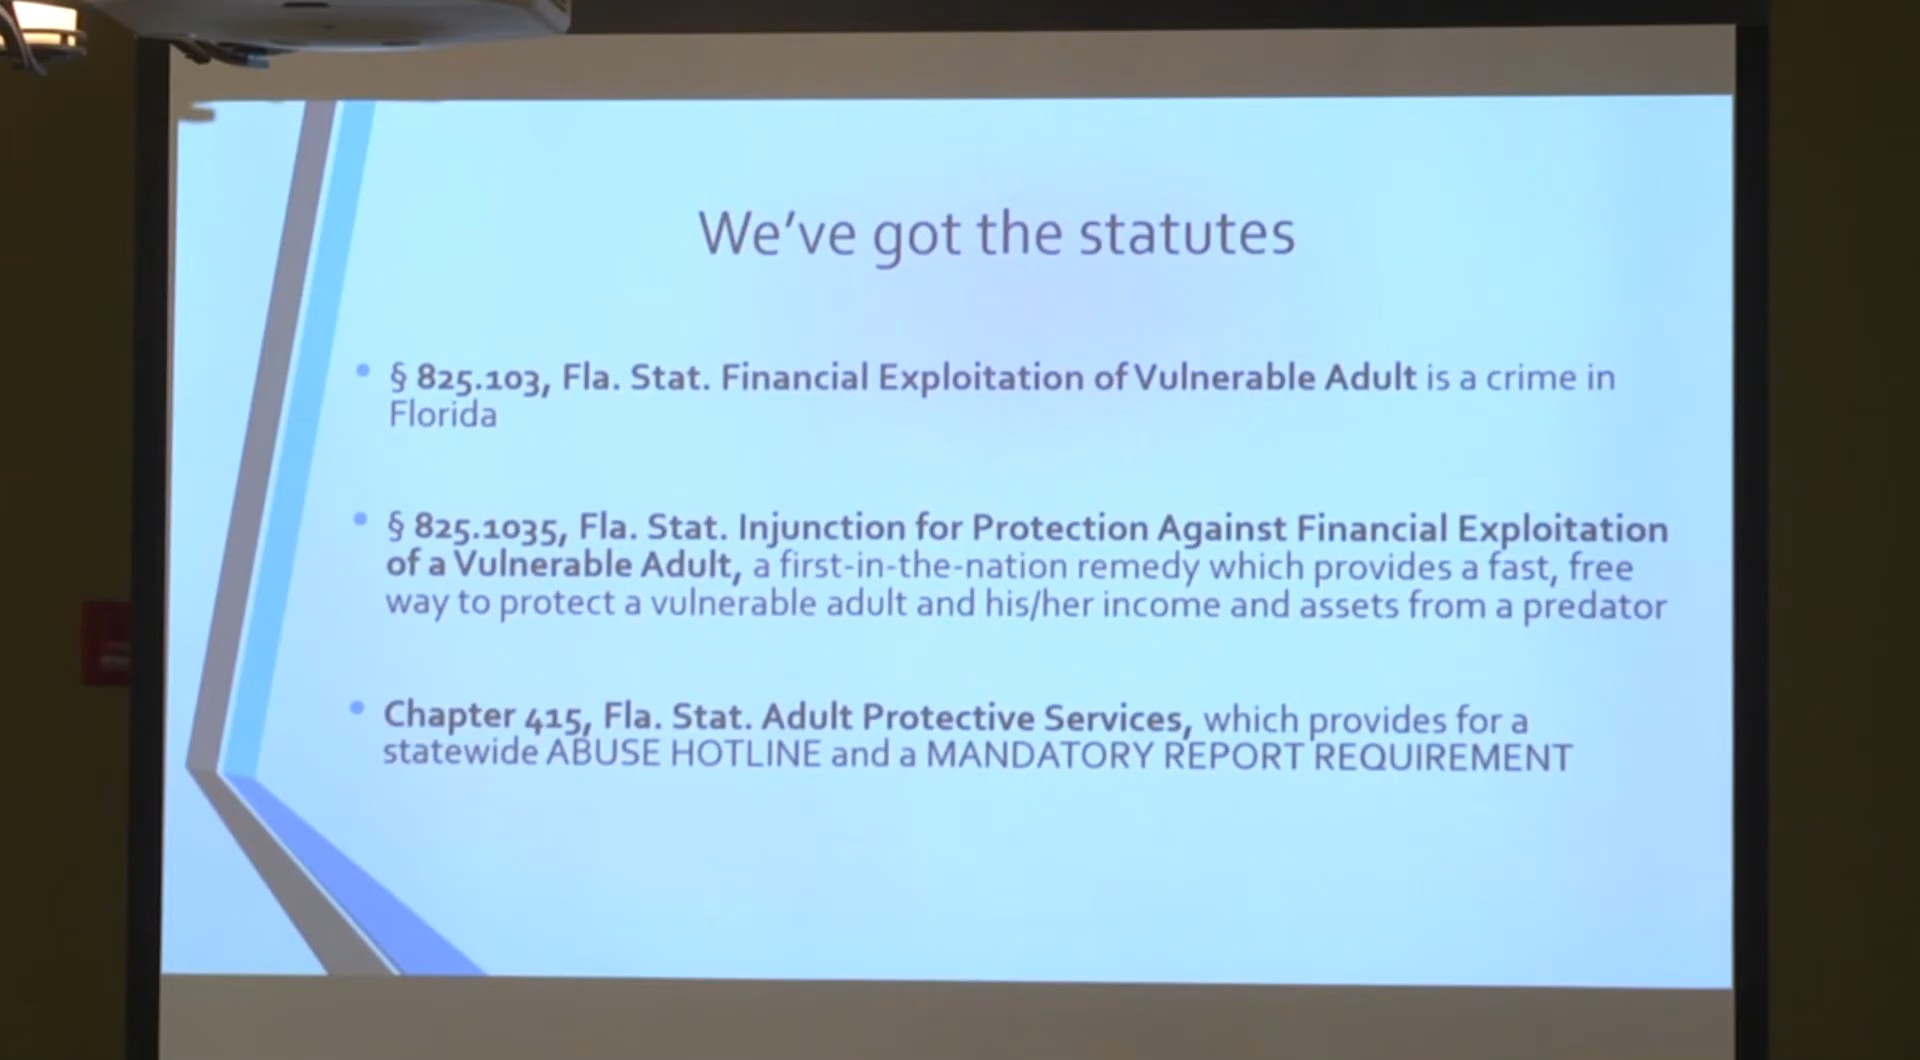 We've got the statutes
• § 825.103, Fla. Stat. Financial Exploitation of Vulnerable Adult is a crime in
Florida
• § 825.1035, Fla. Stat. Injunction for Protection Against Financial Exploitation
of a Vulnerable Adult, a first-in-the-nation remedy which provides a fast, free
way to protect a vulnerable adult and his/her income and assets from a predator
• Chapter 415, Fla. Stat. Adult Protective Services, which provides for a
statewide ABUSE HOTLINE and a MANDATORY REPORT REQUIREMENT